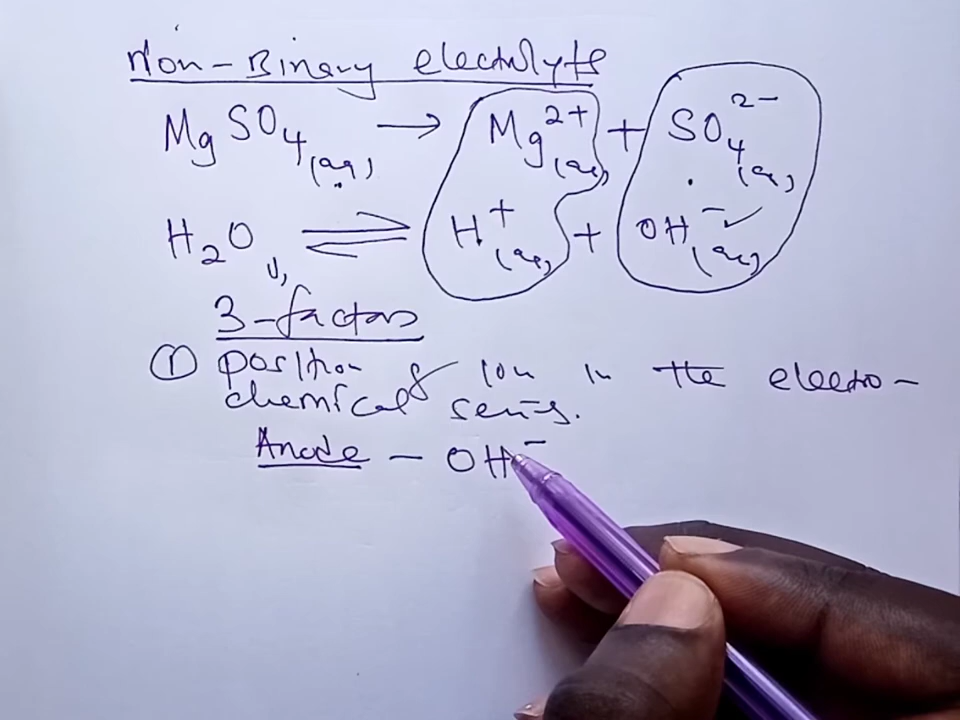 Non-Binary electrolyte
MgSO₄(aq) → Mg²⁺(aq) + SO₄²⁻(aq)
H₂O(l) ⇌ H⁺(aq) + OH⁻(aq) ✓
3-factors
① position of ion in the electro-
chemical series.
Anode - OH⁻